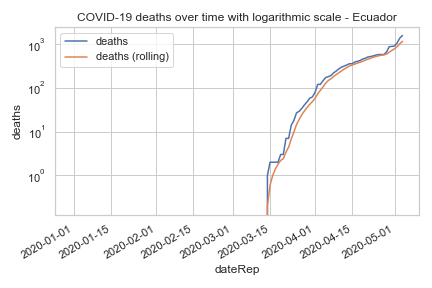 COVID-19 deaths over time with logarithmic scale - Ecuador
deaths
deaths (rolling)
10³
10²
10¹
10⁰
deaths
2020-01-01
2020-01-15
2020-02-01
2020-02-15
2020-03-01
2020-03-15
2020-04-01
2020-04-15
2020-05-01
dateRep